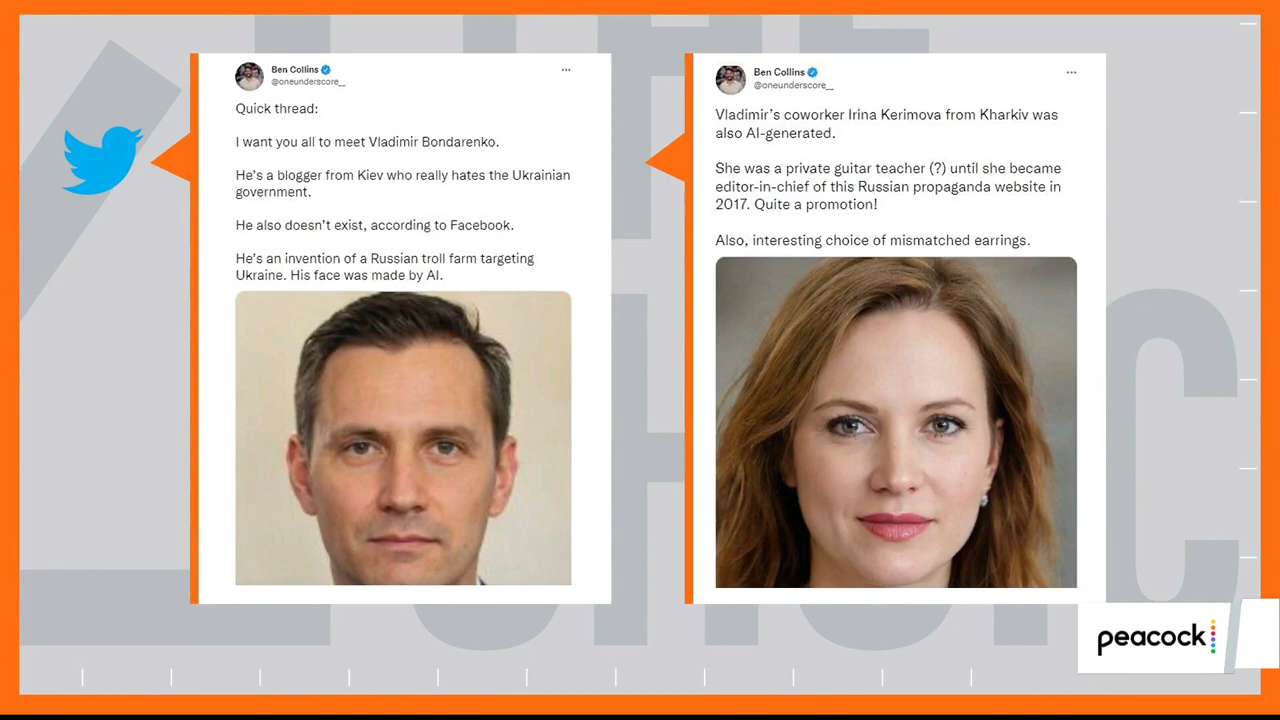 Ben Collins
@oneunderscore__
Quick thread:
I want you all to meet Vladimir Bondarenko.
He's a blogger from Kiev who really hates the Ukrainian
government.
He also doesn't exist, according to Facebook.
He's an invention of a Russian troll farm targeting
Ukraine. His face was made by AI.
Ben Collins
@oneunderscore__
Vladimir's coworker Irina Kerimova from Kharkiv was
also AI-generated.
She was a private guitar teacher (?) until she became
editor-in-chief of this Russian propaganda website in
2017. Quite a promotion!
Also, interesting choice of mismatched earrings.
peacock